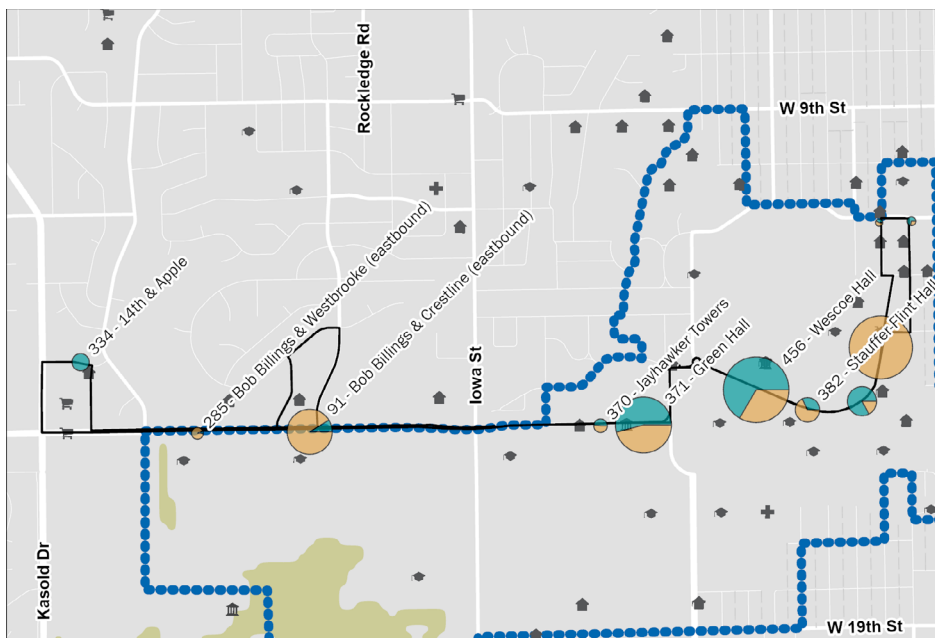 Rockledge Rd
W 9th St
334 - 14th & Apple
285 - Bob Billings & Westbrooke (eastbound)
91 - Bob Billings & Crestline (eastbound)
Iowa St
370 - Jayhawker Towers
371 - Green Hall
456 - Wescoe Hall
382 - Stauffer-Flint Hall
Kasold Dr
W 19th St